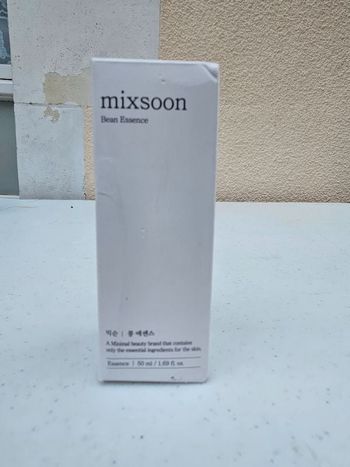 mixsoon
Bean Essence
믹순 | 콩 에센스
A Minimal beauty brand that contains
only the essential ingredients for the skin.
Essence | 50 ml / 1.69 fl oz.